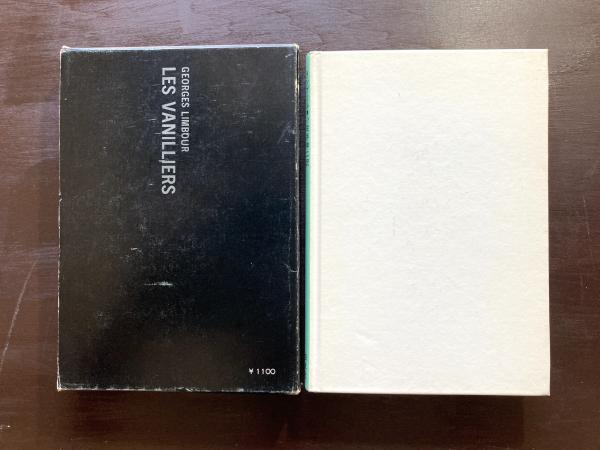 GEORGES LIMBOUR
LES VANILLIERS
¥1100